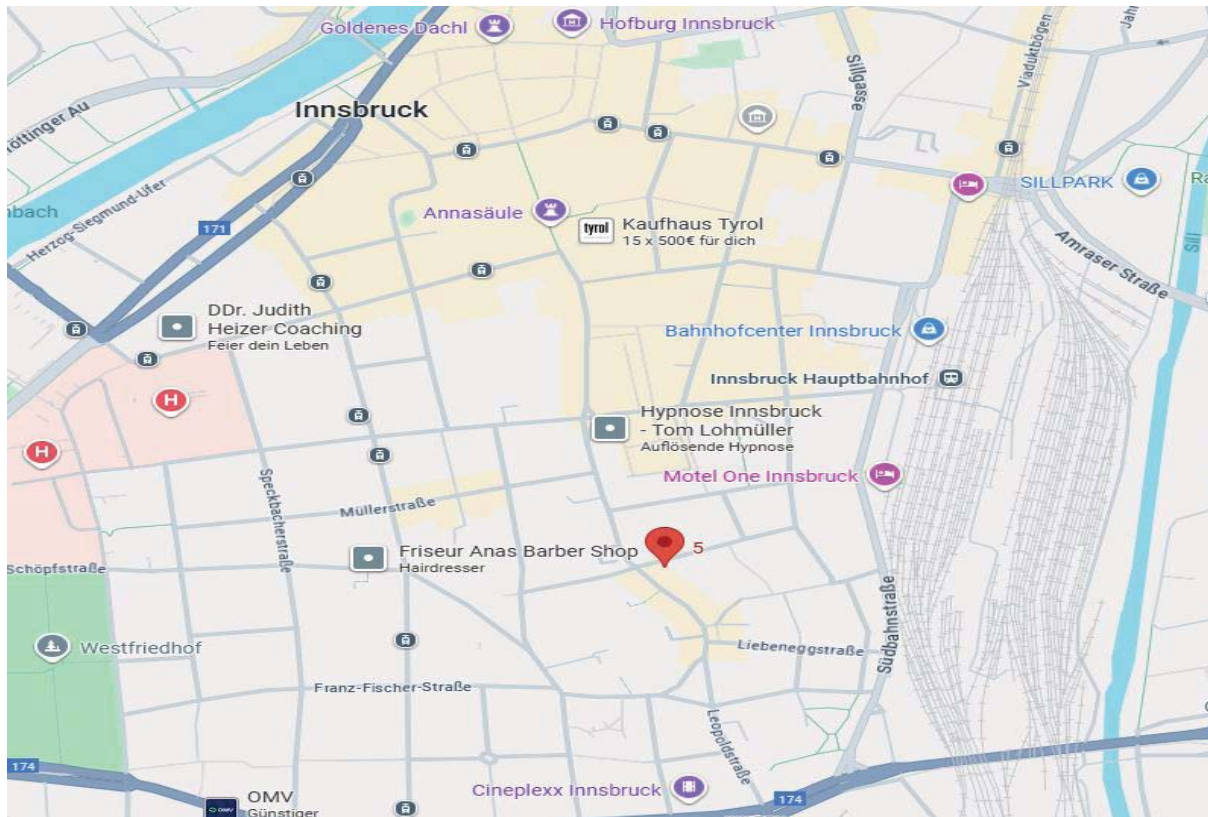 Goldenes Dachl
Hofburg Innsbruck
Viaduktbögen
Sillgasse
Innsbruck
171
SILLPARK
Herzog-Siegmund-Ufer
Annasäule
tyrol
Kaufhaus Tyrol
15 x 500€ für dich
Amraser Straße
Sill
DDr. Judith
Heizer Coaching
Feier dein Leben
Bahnhofcenter Innsbruck
Innsbruck Hauptbahnhof
H
H
Hypnose Innsbruck
- Tom Lohmüller
Auflösende Hypnose
Motel One Innsbruck
Speckbacherstraße
Müllerstraße
Friseur Anas Barber Shop
Hairdresser
5
Schöpfstraße
Westfriedhof
Liebeneggstraße
Südbahnstraße
Franz-Fischer-Straße
Leopoldstraße
174
Cineplexx Innsbruck
174
OMV
OMV
Günstiger